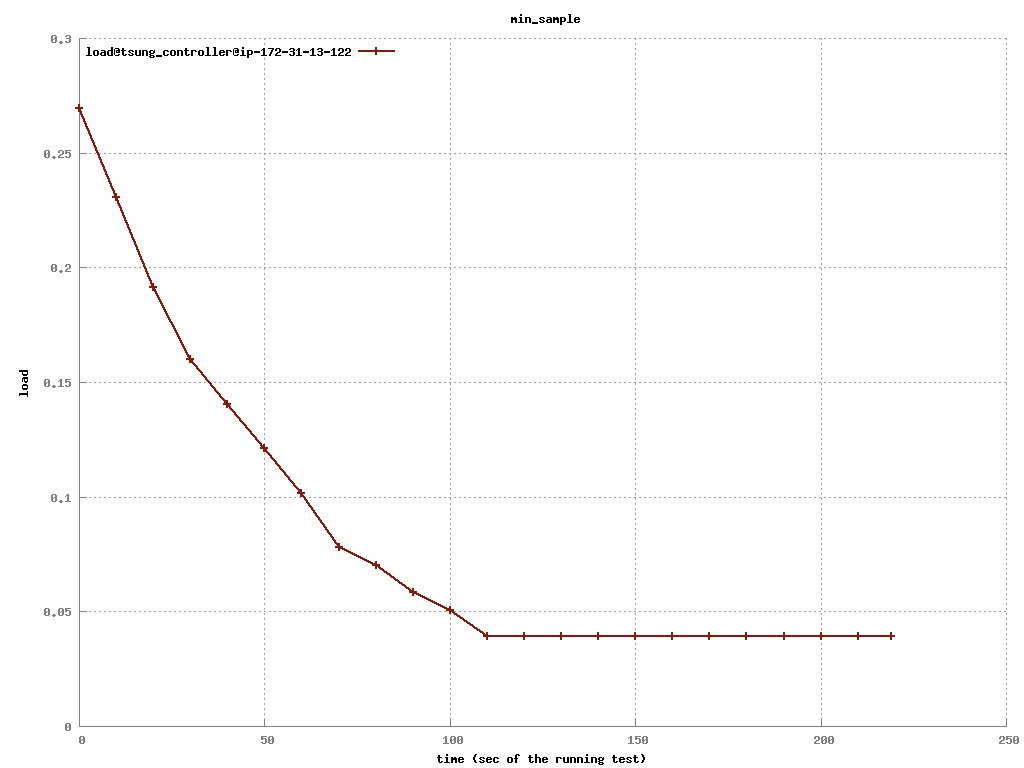 min_sample
load@tsung_controller@ip-172-31-13-122
0.3
0.25
0.2
0.15
0.1
0.05
0
load
0 50 100 150 200 250
time (sec of the running test)